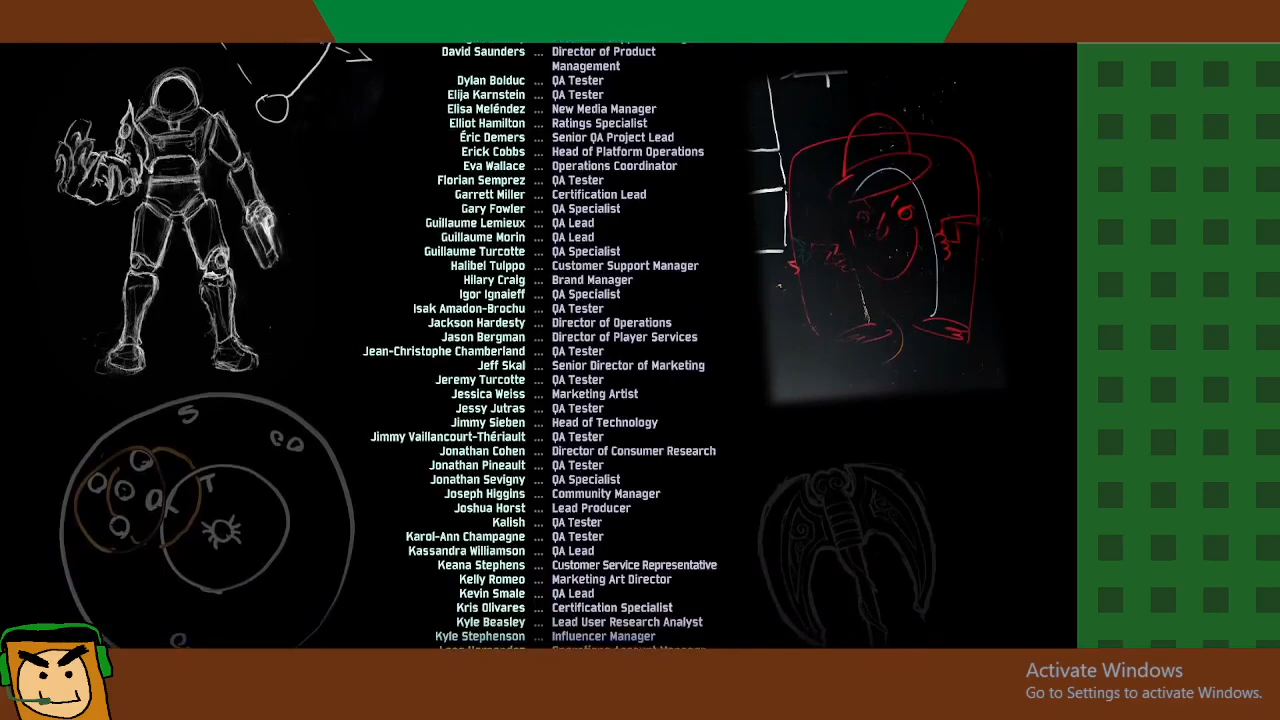 David Saunders ... Director of Product
Management
Dylan Bolduc ... QA Tester
Elija Karnstein ... QA Tester
Elisa Meléndez ... New Media Manager
Elliot Hamilton ... Ratings Specialist
Éric Demers ... Senior QA Project Lead
Erick Cobbs ... Head of Platform Operations
Eva Wallace ... Operations Coordinator
Florian Semprez ... QA Tester
Garrett Miller ... Certification Lead
Gary Fowler ... QA Specialist
Guillaume Lemieux ... QA Lead
Guillaume Morin ... QA Lead
Guillaume Turcotte ... QA Specialist
Halibel Tulppo ... Customer Support Manager
Hilary Craig ... Brand Manager
Igor Ignaieff ... QA Specialist
Isak Amadon-Brochu ... QA Tester
Jackson Hardesty ... Director of Operations
Jason Bergman ... Director of Player Services
Jean-Christophe Chamberland ... QA Tester
Jeff Skal ... Senior Director of Marketing
Jeremy Turcotte ... QA Tester
Jessica Weiss ... Marketing Artist
Jessy Jutras ... QA Tester
Jimmy Sieben ... Head of Technology
Jimmy Vaillancourt-Thériault ... QA Tester
Jonathan Cohen ... Director of Consumer Research
Jonathan Pineault ... QA Tester
Jonathan Sevigny ... QA Specialist
Joseph Higgins ... Community Manager
Joshua Horst ... Lead Producer
Kalish ... QA Tester
Karol-Ann Champagne ... QA Tester
Kassandra Williamson ... QA Lead
Keana Stephens ... Customer Service Representative
Kelly Romeo ... Marketing Art Director
Kevin Smale ... QA Lead
Kris Olivares ... Certification Specialist
Kyle Beasley ... Lead User Research Analyst
Kyle Stephenson ... Influencer Manager
S
T
Activate Windows
Go to Settings to activate Windows.